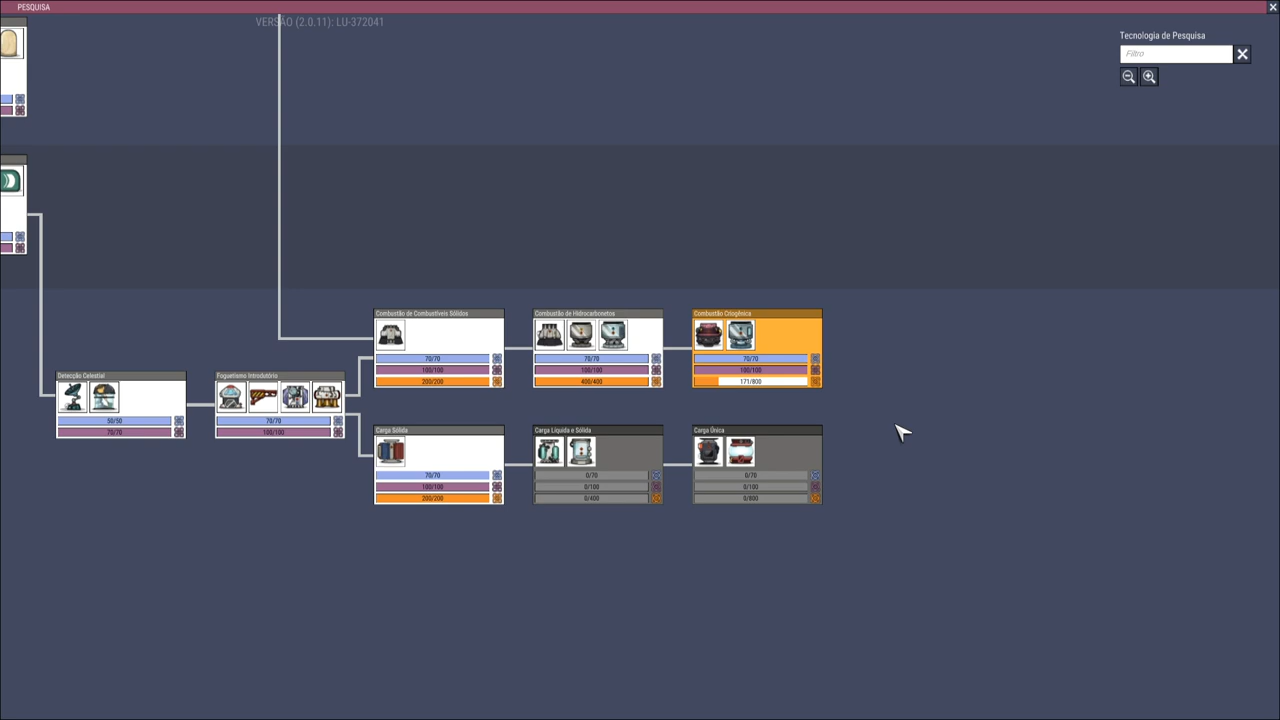 PESQUISA
VERSÃO (2.0.11): LU-372041
Tecnologia de Pesquisa
Filtro
Combustão de Combustíveis Sólidos
70/70
100/100
200/200
Combustão de Hidrocarbonetos
70/70
100/100
400/400
Combustão Criogênica
70/70
100/100
171/800
Detecção Celestial
50/50
70/70
Foguetismo Introdutório
70/70
100/100
Carga Sólida
70/70
100/100
200/200
Carga Líquida e Sólida
0/70
0/100
0/400
Carga Única
0/70
0/100
0/800